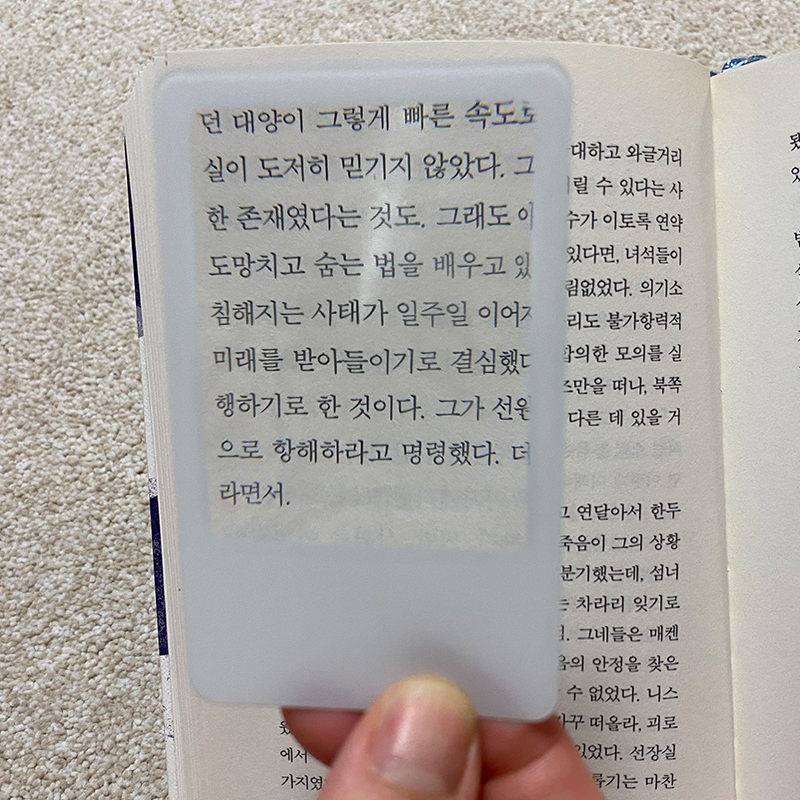 던 대양이 그렇게 빠른 속도로
실이 도저히 믿기지 않았다. 그
한 존재였다는 것도. 그래도
도망치고 숨는 법을 배우고
침해지는 사태가 일주일
미래를 받아들이기로 결심했다
행하기로 한 것이다. 그가
으로 항해하라고 명령했다.
라면서.
대하고 와글거리
릴 수 있다는 사
수가 이토록 연약
있다면, 녀석들이
림없었다. 의기소
리도 불가항력적
합의한 모의를 실
즈만을 떠나, 북쪽
다른 데 있을 거
고 연달아서 한두
죽음이 그의 상황
분기했는데, 섬너
는 차라리 잊기로
그네들은 매켄
음의 안정을 찾은
수 없었다. 니스
떠올라, 괴로
에서 있었다. 선장실
가지였 기는 마찬